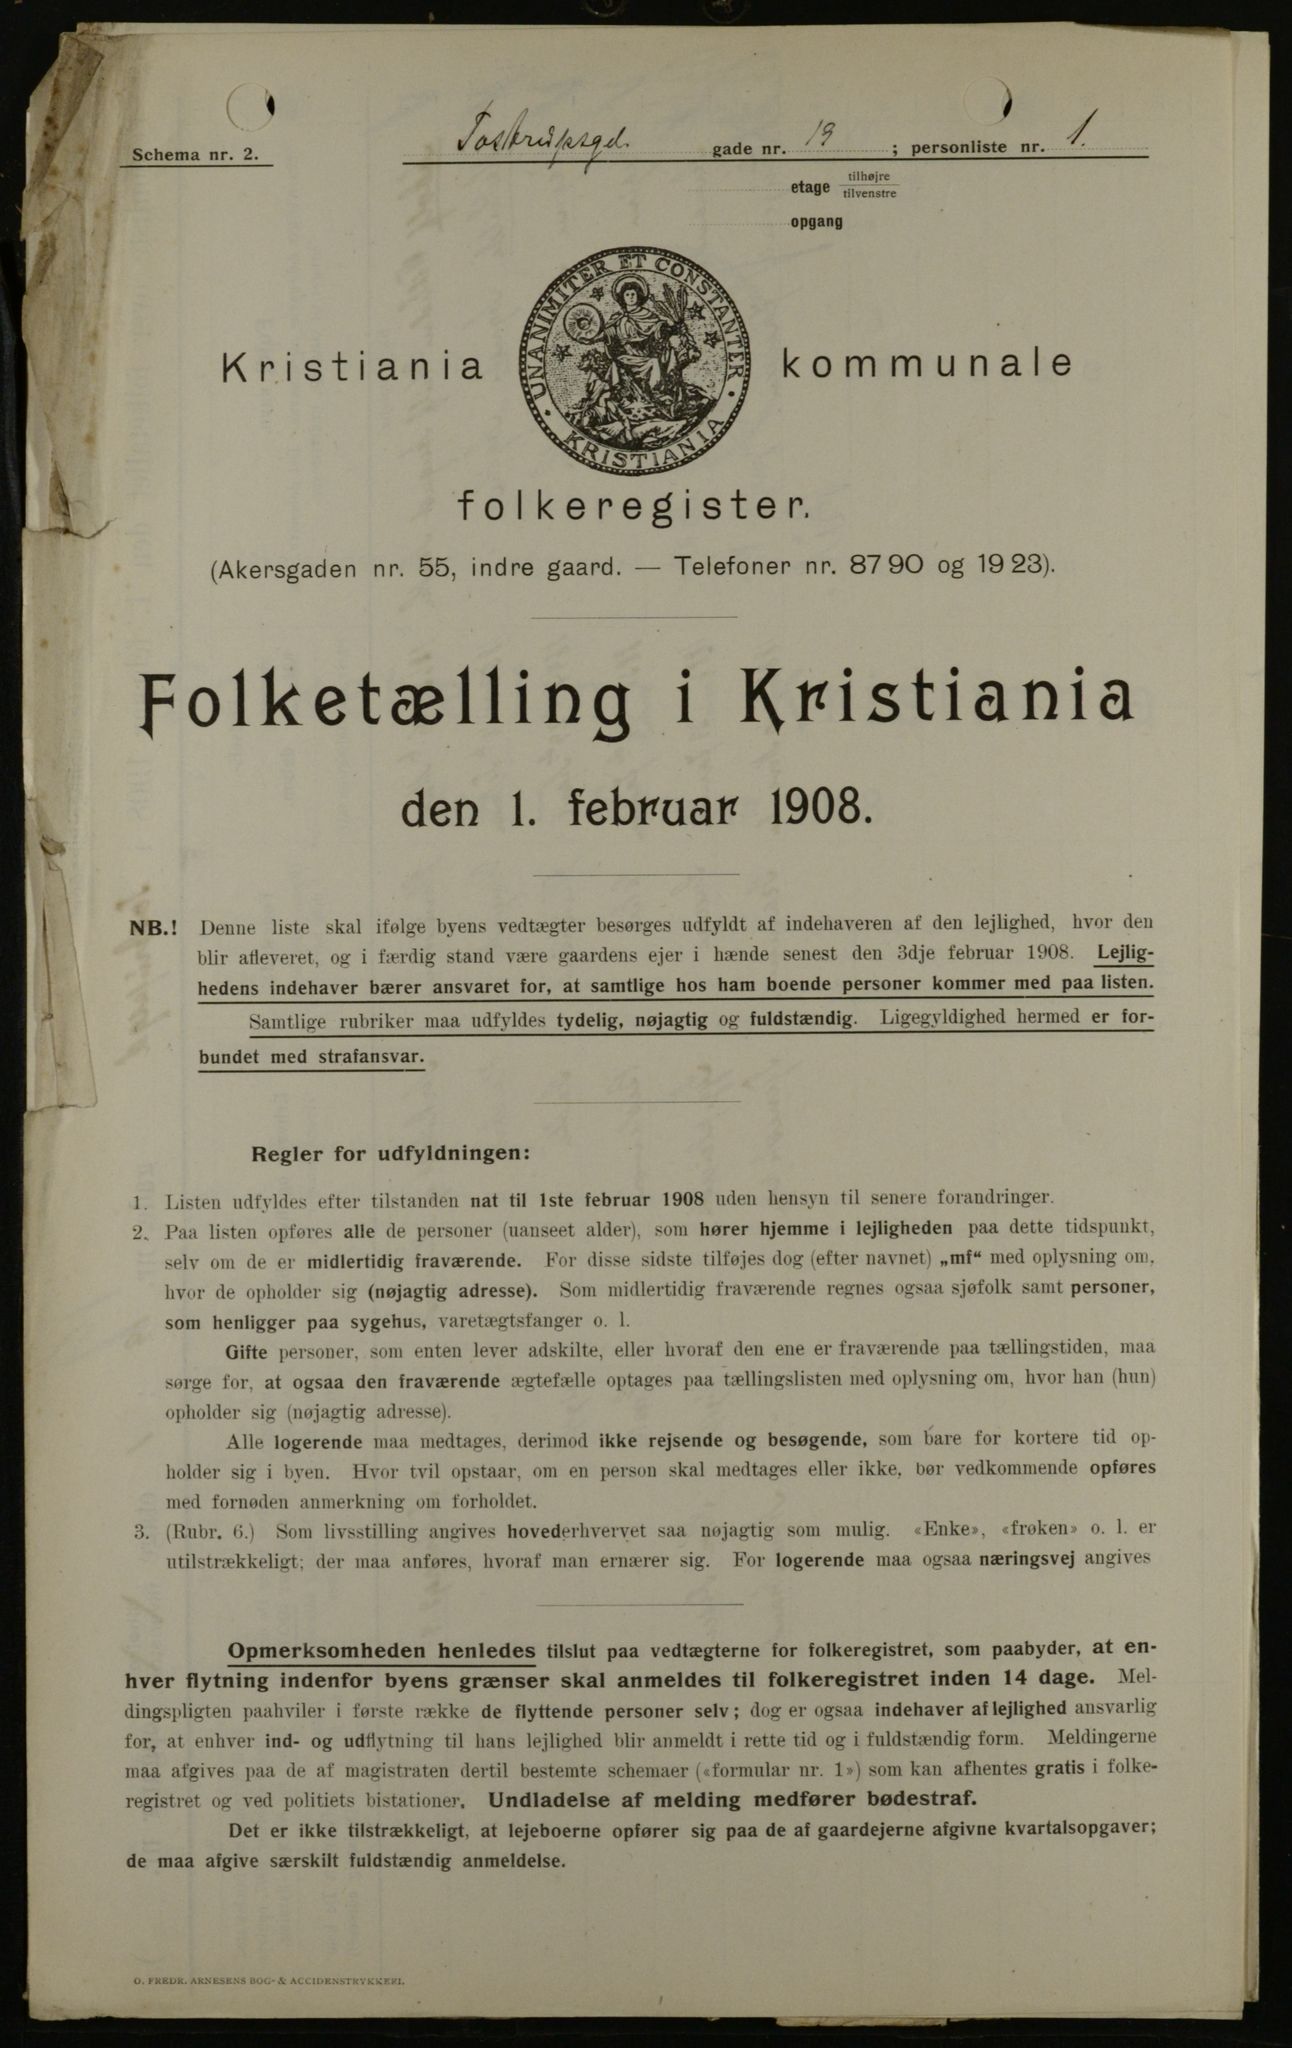 Schema nr. 2.
Tostrupsgd. gade nr. 19 ; personliste nr. 1.
etage tilhøjre
tilvenstre
opgang
UNANIMITER ET CONSTANTER
KRISTIANIA
Kristiania kommunale
folkeregister.
(Akersgaden nr. 55, indre gaard. — Telefoner nr. 8790 og 1923).
Folketælling i Kristiania
den 1. februar 1908.
NB.! Denne liste skal ifølge byens vedtægter besørges udfyldt af indehaveren af den lejlighed, hvor den
blir afleveret, og i færdig stand være gaardens ejer i hænde senest den 3dje februar 1908. Lejlig-
hedens indehaver bærer ansvaret for, at samtlige hos ham boende personer kommer med paa listen.
Samtlige rubriker maa udfyldes tydelig, nøjagtig og fuldstændig. Ligegyldighed hermed er for-
bundet med strafansvar.
Regler for udfyldningen:
1. Listen udfyldes efter tilstanden nat til 1ste februar 1908 uden hensyn til senere forandringer.
2. Paa listen opføres alle de personer (uanseet alder), som hører hjemme i lejligheden paa dette tidspunkt,
selv om de er midlertidig fraværende. For disse sidste tilføjes dog (efter navnet) „mf“ med oplysning om,
hvor de opholder sig (nøjagtig adresse). Som midlertidig fraværende regnes ogsaa sjøfolk samt personer,
som henligger paa sygehus, varetægtsfanger o. l.
Gifte personer, som enten lever adskilte, eller hvoraf den ene er fraværende paa tællingstiden, maa
sørge for, at ogsaa den fraværende ægtefælle optages paa tællingslisten med oplysning om, hvor han (hun)
opholder sig (nøjagtig adresse).
Alle logerende maa medtages, derimod ikke rejsende og besøgende, som bare for kortere tid op-
holder sig i byen. Hvor tvil opstaar, om en person skal medtages eller ikke, bør vedkommende opføres
med fornøden anmerkning om forholdet.
3. (Rubr. 6.) Som livsstilling angives hovederhvervet saa nøjagtig som mulig. «Enke», «frøken» o. l. er
utilstrækkeligt; der maa anføres, hvoraf man ernærer sig. For logerende maa ogsaa næringsvej angives
Opmerksomheden henledes tilslut paa vedtægterne for folkeregistret, som paabyder, at en-
hver flytning indenfor byens grænser skal anmeldes til folkeregistret inden 14 dage. Mel-
dingspligten paahviler i første række de flyttende personer selv; dog er ogsaa indehaver af lejlighed ansvarlig
for, at enhver ind- og udflytning til hans lejlighed blir anmeldt i rette tid og i fuldstændig form. Meldingerne
maa afgives paa de af magistraten dertil bestemte schemaer («formular nr. 1») som kan afhentes gratis i folke-
registret og ved politiets bistationer. Undladelse af melding medfører bødestraf.
Det er ikke tilstrækkeligt, at lejeboerne opfører sig paa de af gaardejerne afgivne kvartalsopgaver;
de maa afgive særskilt fuldstændig anmeldelse.
O. FREDR. ARNESENS BOG- & ACCIDENSTRYKKERI.